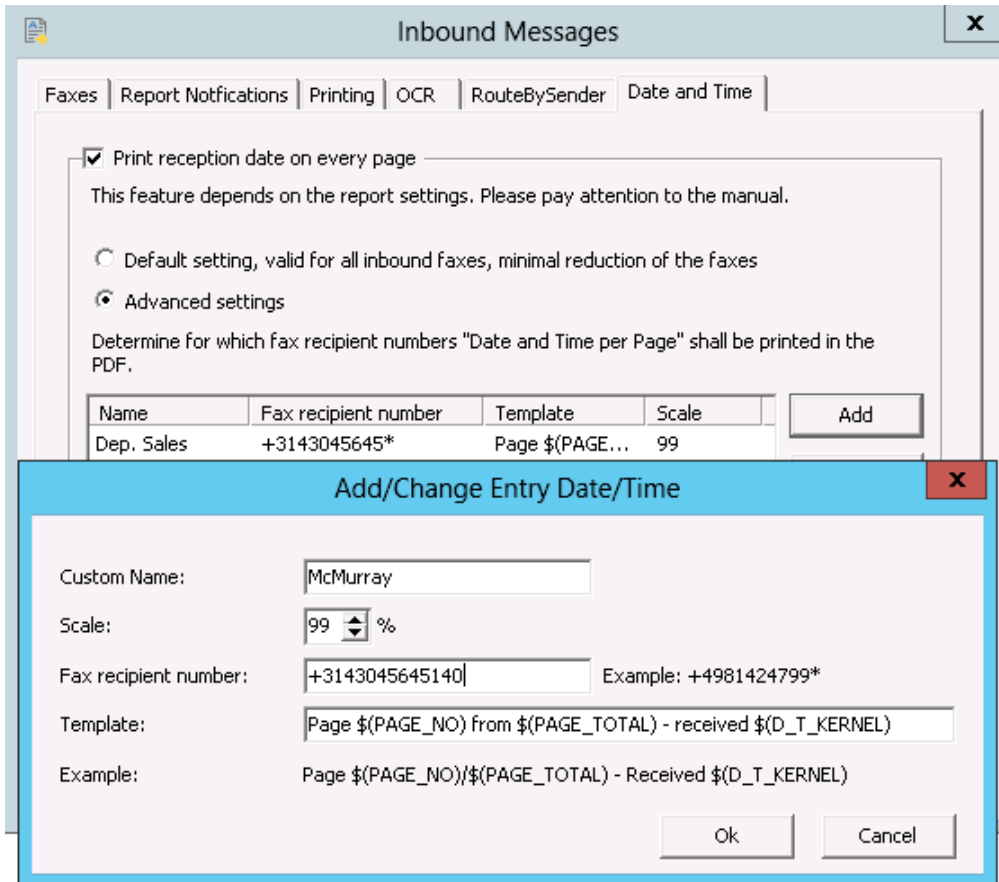 Inbound Messages
x
Faxes Report Notfications Printing OCR RouteBySender Date and Time
Print reception date on every page
This feature depends on the report settings. Please pay attention to the manual.
Default setting, valid for all inbound faxes, minimal reduction of the faxes
Advanced settings
Determine for which fax recipient numbers "Date and Time per Page" shall be printed in the
PDF.
Name Fax recipient number Template Scale
Add
Dep. Sales +3143045645* Page $(PAGE... 99
Add/Change Entry Date/Time
x
Custom Name: McMurray
Scale: 99 %
Fax recipient number: +3143045645140 Example: +4981424799*
Template: Page $(PAGE_NO) from $(PAGE_TOTAL) - received $(D_T_KERNEL)
Example: Page $(PAGE_NO)/$(PAGE_TOTAL) - Received $(D_T_KERNEL)
Ok Cancel